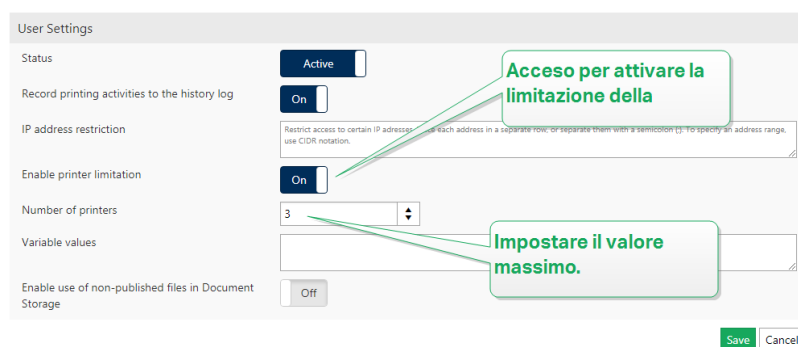 User Settings
Status
Active
Acceso per attivare la
limitazione della
Record printing activities to the history log
On
IP address restriction
Restrict access to certain IP adresses each address in a separate row, or separate them with a semicolon (;). To specify an address range,
use CIDR notation.
Enable printer limitation
On
Number of printers
3
Impostare il valore
massimo.
Variable values
Enable use of non-published files in Document
Storage
Off
Save
Cancel